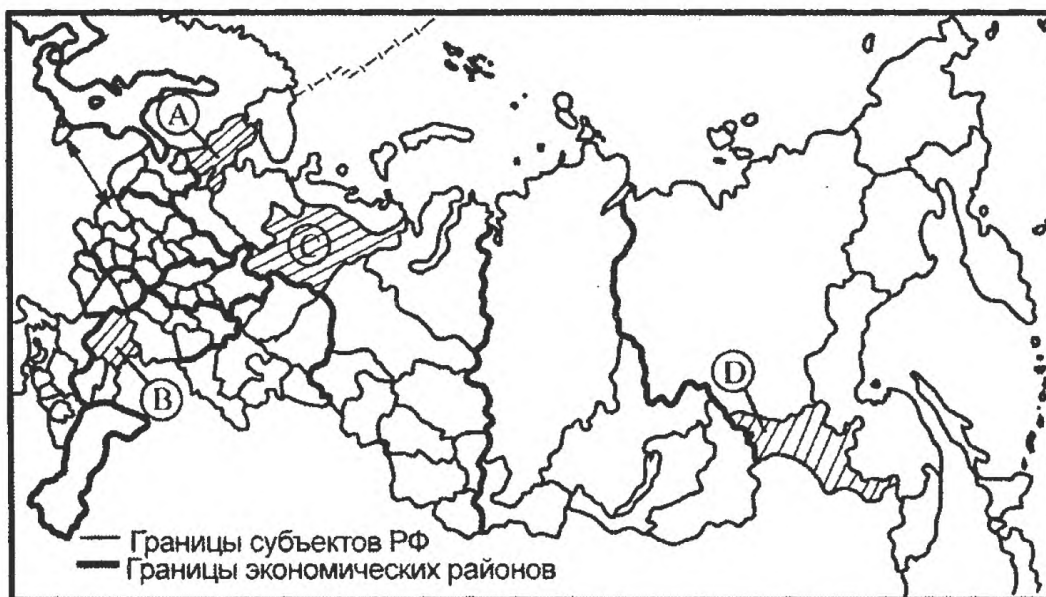 A
C
D
B
Границы субъектов РФ
Границы экономических районов